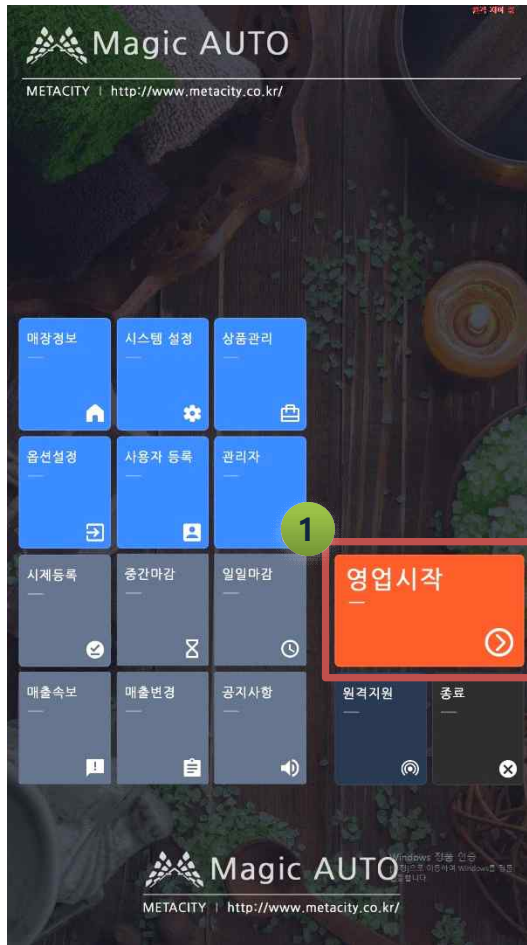 Magic AUTO
METACITY | http://www.metacity.co.kr/
매장정보
시스템 설정
상품관리
옵션설정
사용자 등록
관리자
1
시제등록
중간마감
일일마감
영업시작
매출속보
매출변경
공지사항
원격지원
종료
Magic AUTO
Windows 정품 인증
METACITY | http://www.metacity.co.kr/